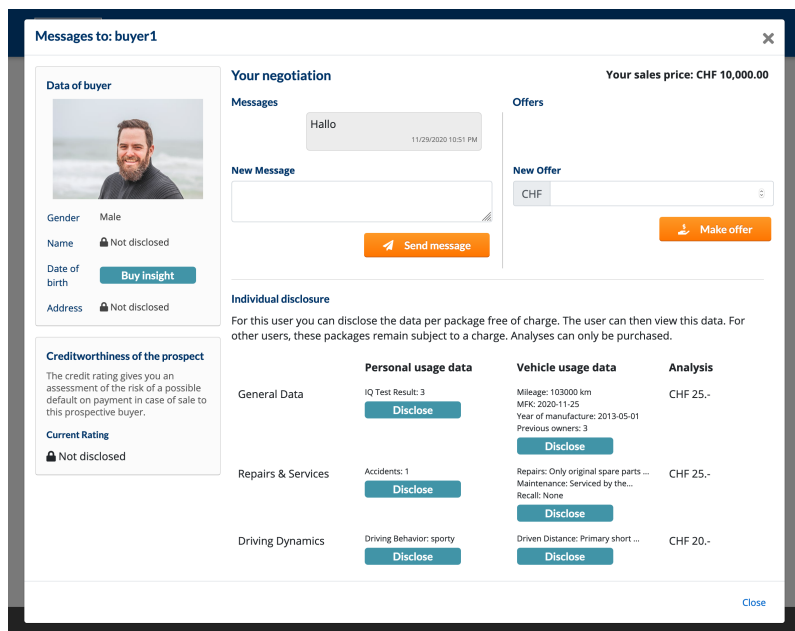 Messages to: buyer1
Data of buyer
Gender Male
Name Not disclosed
Date of
birth
Buy insight
Address Not disclosed
Creditworthiness of the prospect
The credit rating gives you an
assessment of the risk of a possible
default on payment in case of sale to
this prospective buyer.
Current Rating
Not disclosed
Your negotiation
Your sales price: CHF 10,000.00
Messages
Hallo
11/29/2020 10:51 PM
New Message
Send message
Offers
New Offer
CHF
Make offer
Individual disclosure
For this user you can disclose the data per package free of charge. The user can then view this data. For
other users, these packages remain subject to a charge. Analyses can only be purchased.
Personal usage data Vehicle usage data Analysis
General Data
IQ Test Result: 3
Disclose
Mileage: 103000 km
MFK: 2020-11-25
Year of manufacture: 2013-05-01
Previous owners: 3
Disclose
CHF 25.-
Repairs & Services
Accidents: 1
Disclose
Repairs: Only original spare parts ...
Maintenance: Serviced by the...
Recall: None
Disclose
CHF 25.-
Driving Dynamics
Driving Behavior: sporty
Disclose
Driven Distance: Primary short ...
Disclose
CHF 20.-
Close